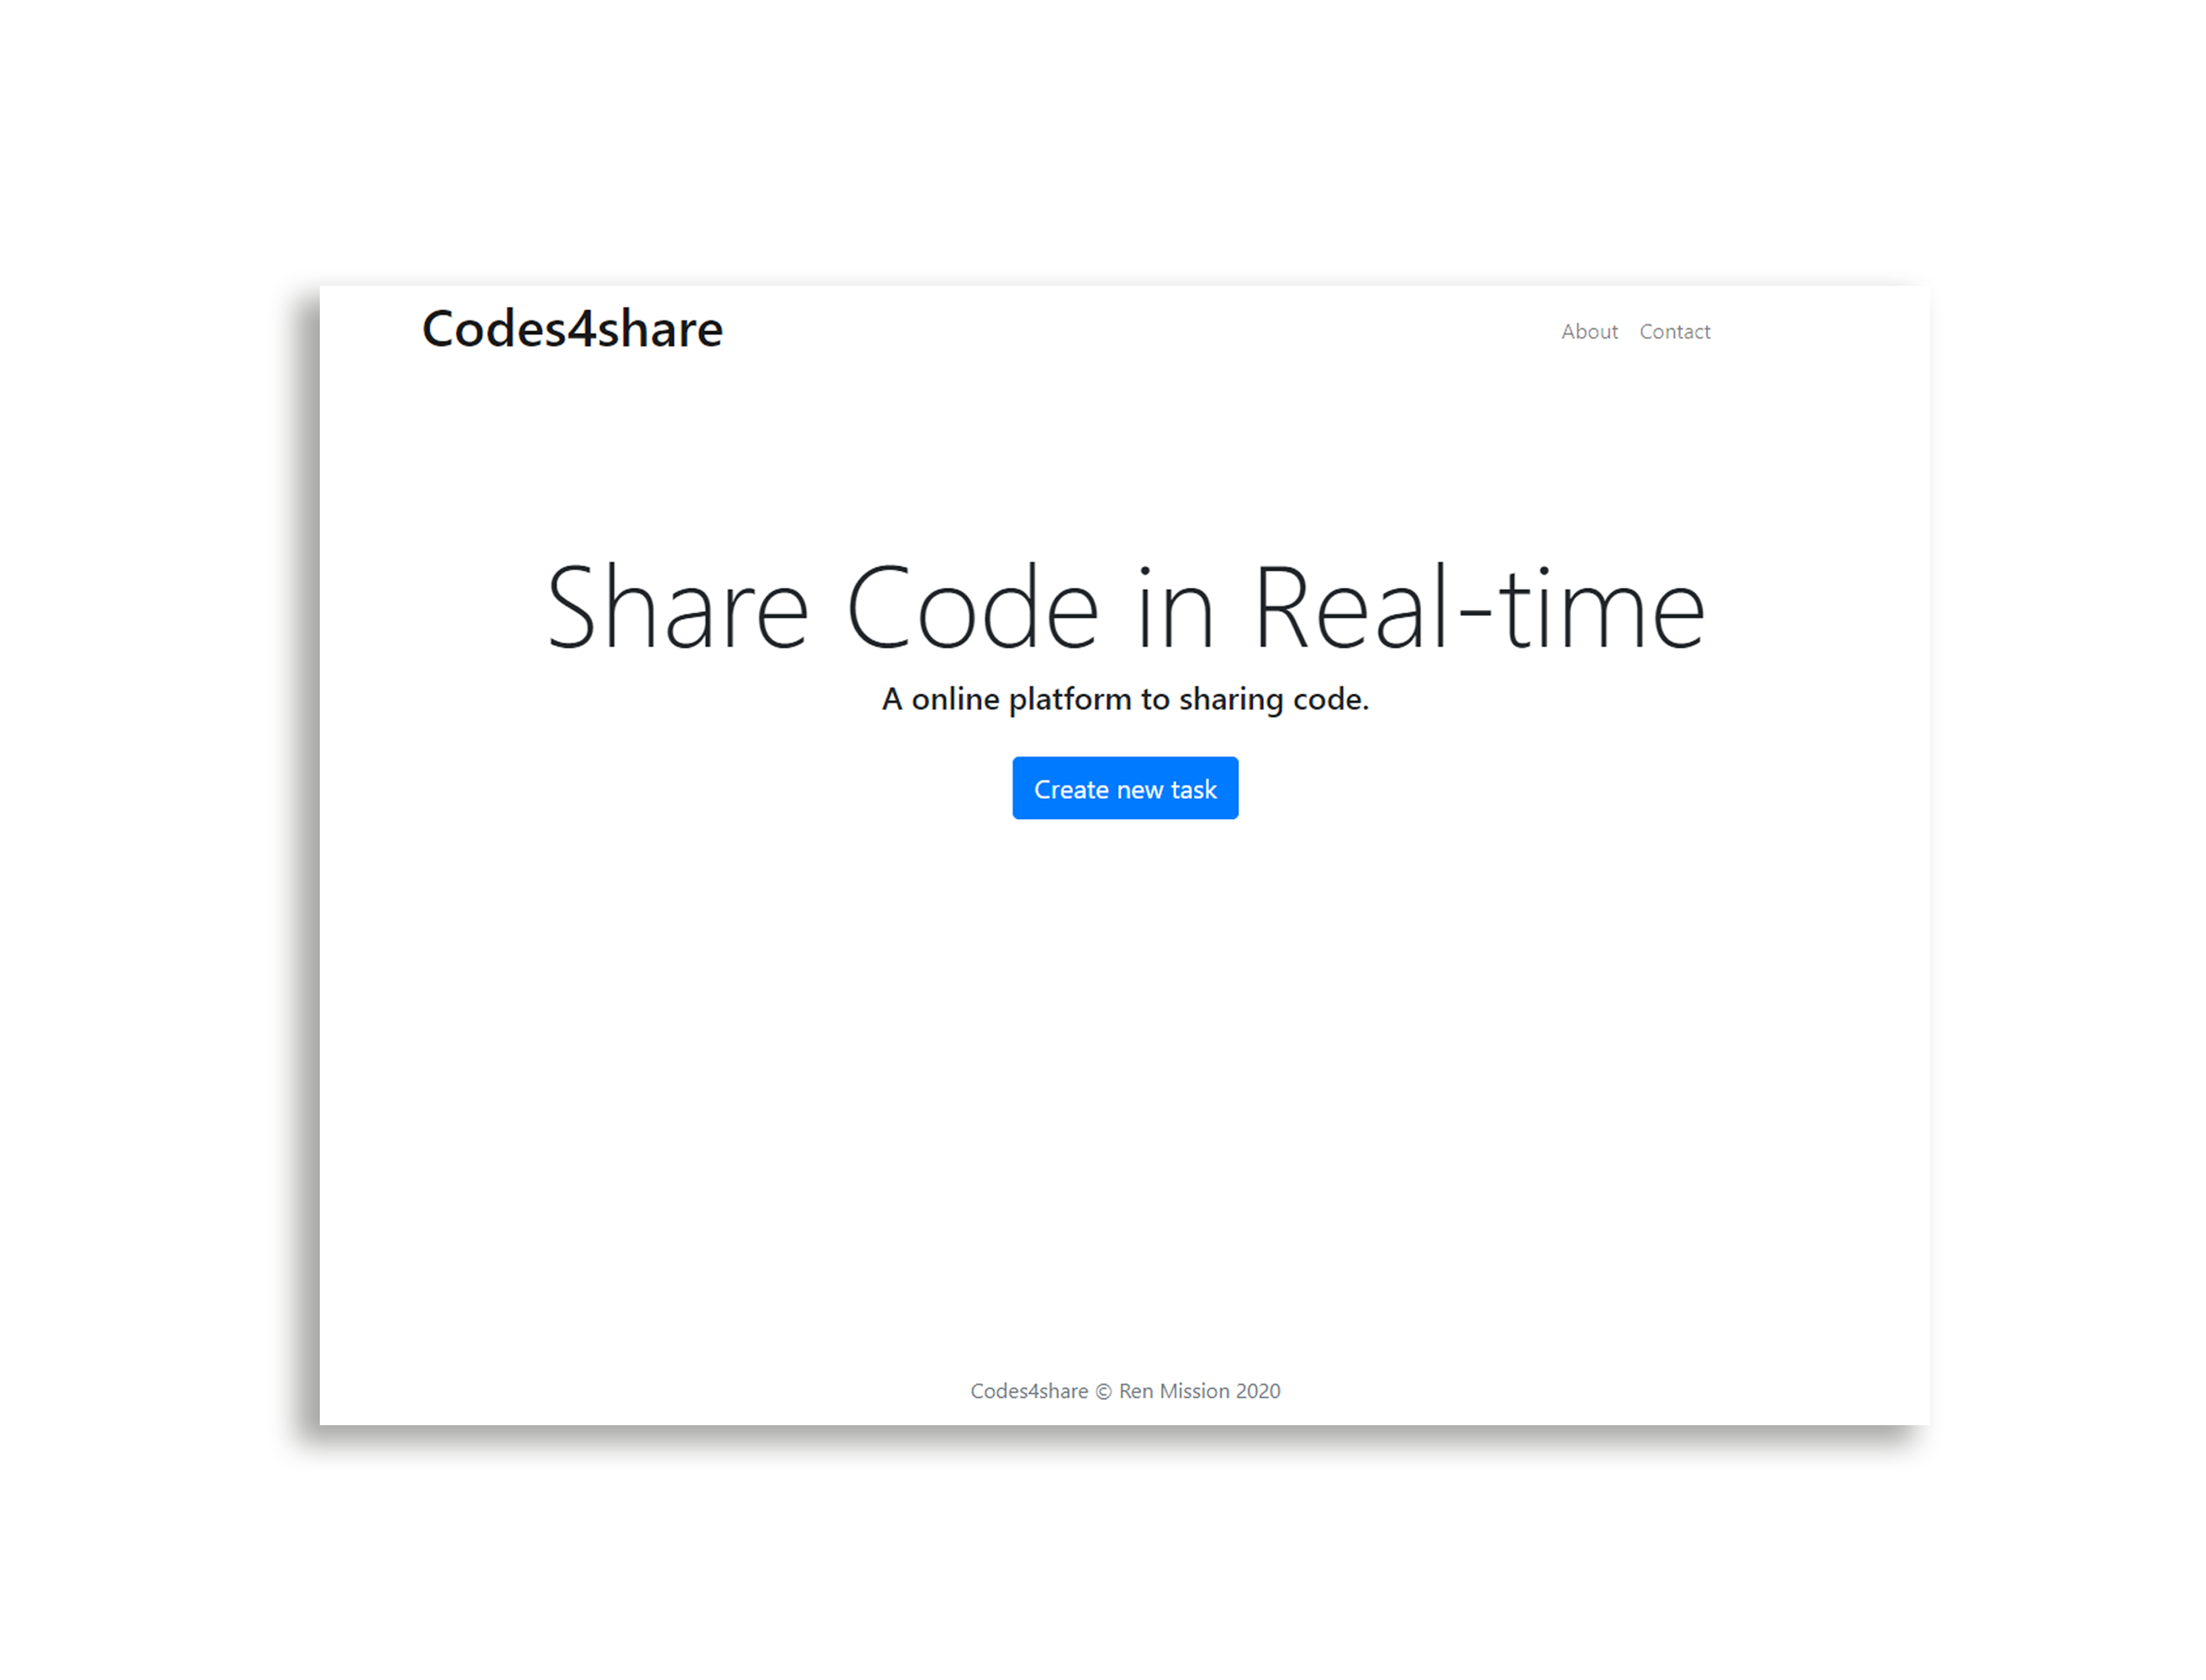 Codes4share
About Contact
Share Code in Real-time
A online platform to sharing code.
Create new task
Codes4share © Ren Mission 2020